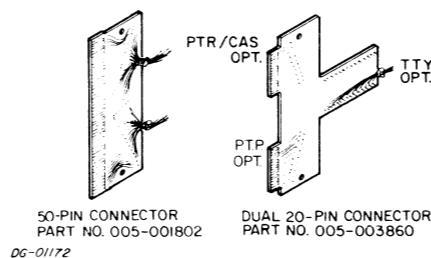 PTR/CAS
OPT.
TTY
OPT.
PTP
OPT.
50-PIN CONNECTOR
PART NO. 005-001802
DUAL 20-PIN CONNECTOR
PART NO. 005-003860
DG-01172